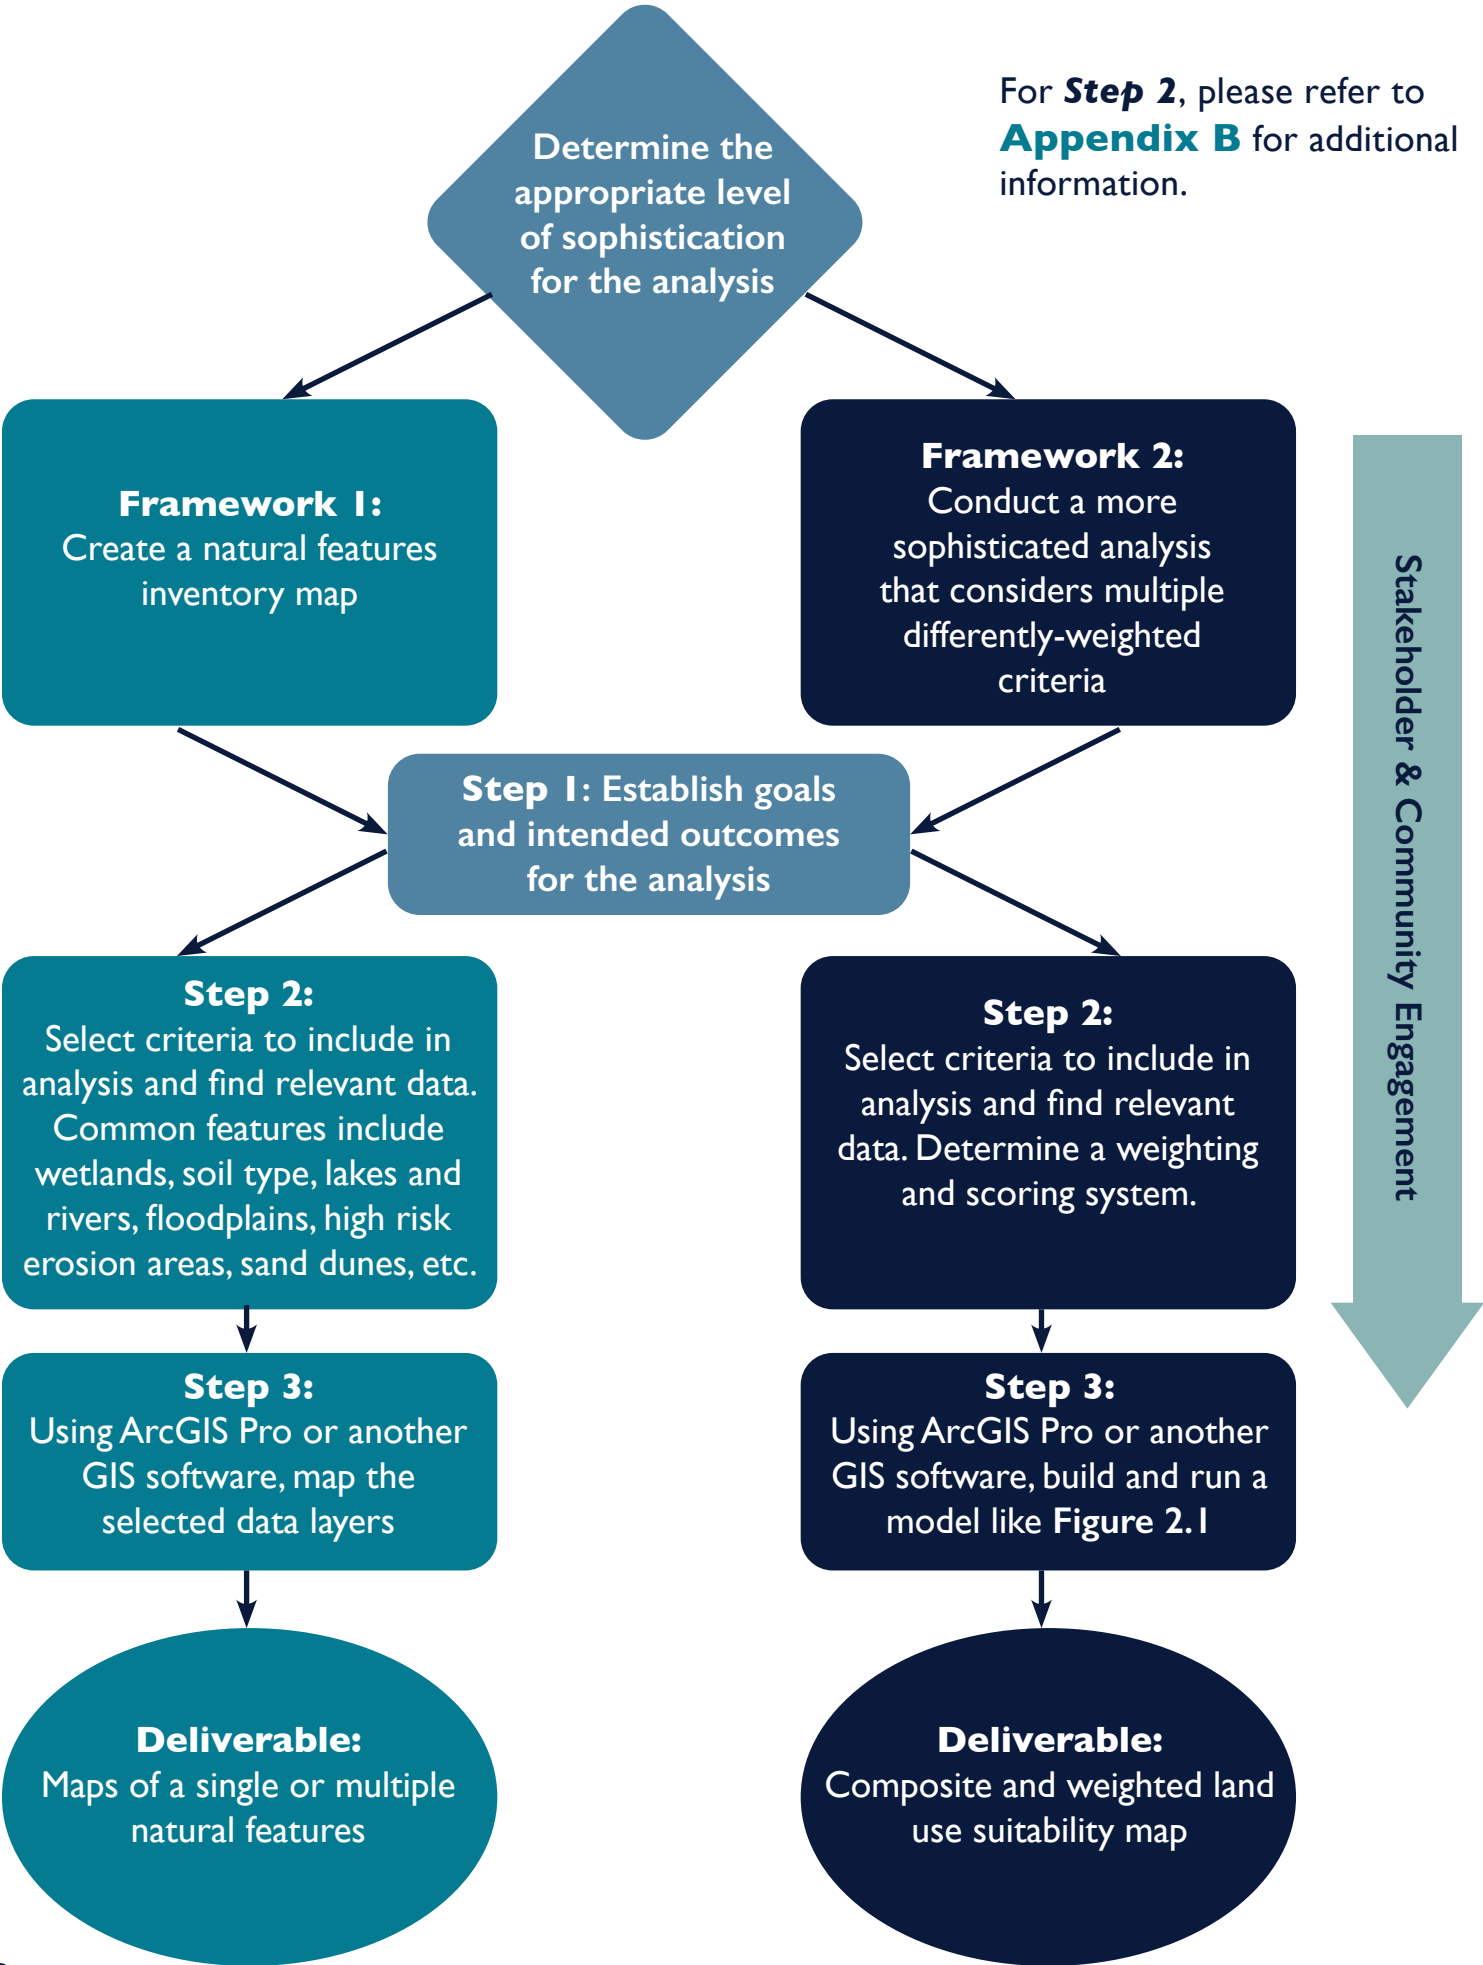 For Step 2, please refer to
Appendix B for additional
information.
Determine the
appropriate level
of sophistication
for the analysis
Framework 1:
Create a natural features
inventory map
Framework 2:
Conduct a more
sophisticated analysis
that considers multiple
differently-weighted
criteria
Stakeholder & Community Engagement
Step 1: Establish goals
and intended outcomes
for the analysis
Step 2:
Select criteria to include in
analysis and find relevant data.
Common features include
wetlands, soil type, lakes and
rivers, floodplains, high risk
erosion areas, sand dunes, etc.
Step 2:
Select criteria to include in
analysis and find relevant
data. Determine a weighting
and scoring system.
Step 3:
Using ArcGIS Pro or another
GIS software, map the
selected data layers
Step 3:
Using ArcGIS Pro or another
GIS software, build and run a
model like Figure 2.1
Deliverable:
Maps of a single or multiple
natural features
Deliverable:
Composite and weighted land
use suitability map